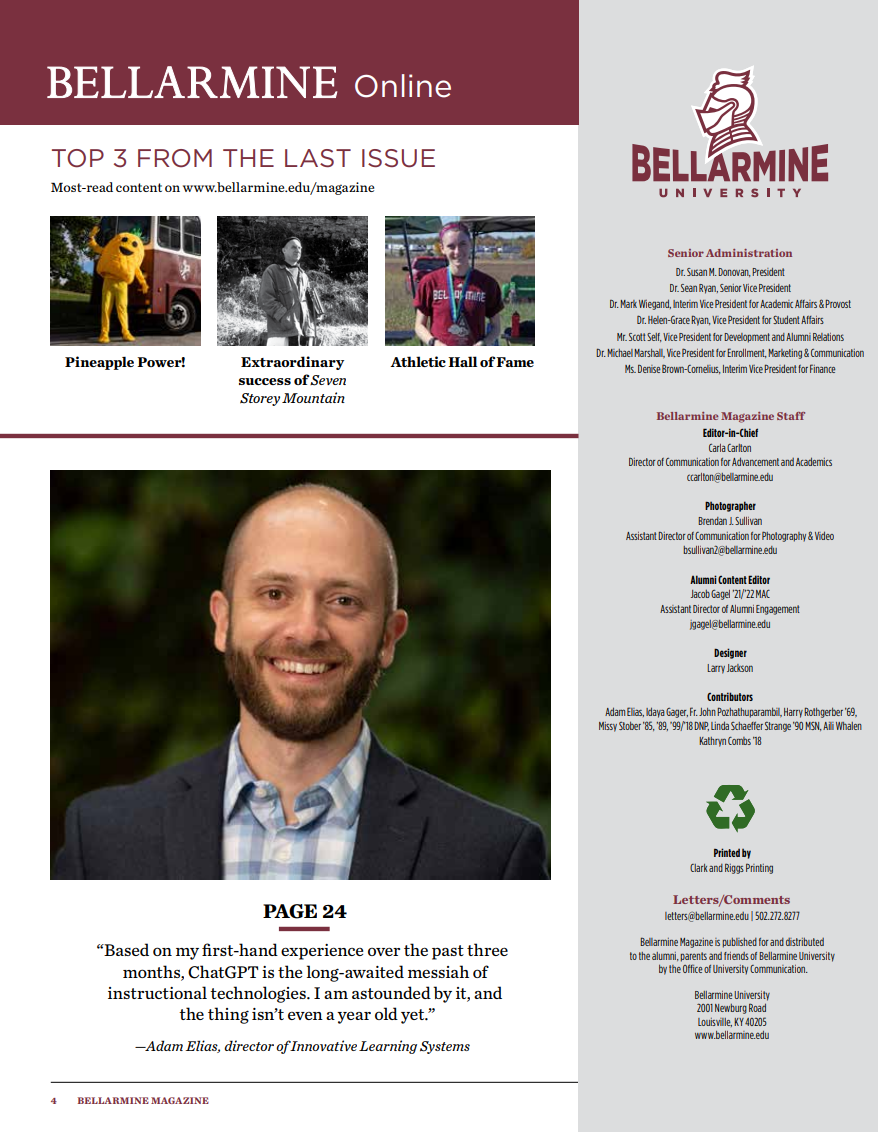 BELLARMINE Online
TOP 3 FROM THE LAST ISSUE
Most-read content on www.bellarmine.edu/magazine
BELLARMINE
Pineapple Power!
Extraordinary
success of Seven
Storey Mountain
Athletic Hall of Fame
PAGE 24
“Based on my first-hand experience over the past three
months, ChatGPT is the long-awaited messiah of
instructional technologies. I am astounded by it, and
the thing isn’t even a year old yet.”
—Adam Elias, director of Innovative Learning Systems
4 BELLARMINE MAGAZINE
BELLARMINE
UNIVERSITY
Senior Administration
Dr. Susan M. Donovan, President
Dr. Sean Ryan, Senior Vice President
Dr. Mark Wiegand, Interim Vice President for Academic Affairs & Provost
Dr. Helen-Grace Ryan, Vice President for Student Affairs
Mr. Scott Self, Vice President for Development and Alumni Relations
Dr. Michael Marshall, Vice President for Enrollment, Marketing & Communication
Ms. Denise Brown-Cornelius, Interim Vice President for Finance
Bellarmine Magazine Staff
Editor-in-Chief
Carla Carlton
Director of Communication for Advancement and Academics
ccarlton@bellarmine.edu
Photographer
Brendan J. Sullivan
Assistant Director of Communication for Photography & Video
bsullivan2@bellarmine.edu
Alumni Content Editor
Jacob Gagel ’21/’22 MAC
Assistant Director of Alumni Engagement
jgagel@bellarmine.edu
Designer
Larry Jackson
Contributors
Adam Elias, Idaya Gager, Fr. John Pozhathuparambil, Harry Rothgerber ’69,
Missy Stober ’85, ’89, ’99/’18 DNP, Linda Schaeffer Strange ’90 MSN, Aili Whalen
Kathryn Combs ’18
Printed by
Clark and Riggs Printing
Letters/Comments
letters@bellarmine.edu | 502.272.8277
Bellarmine Magazine is published for and distributed
to the alumni, parents and friends of Bellarmine University
by the Office of University Communication.
Bellarmine University
2001 Newburg Road
Louisville, KY 40205
www.bellarmine.edu